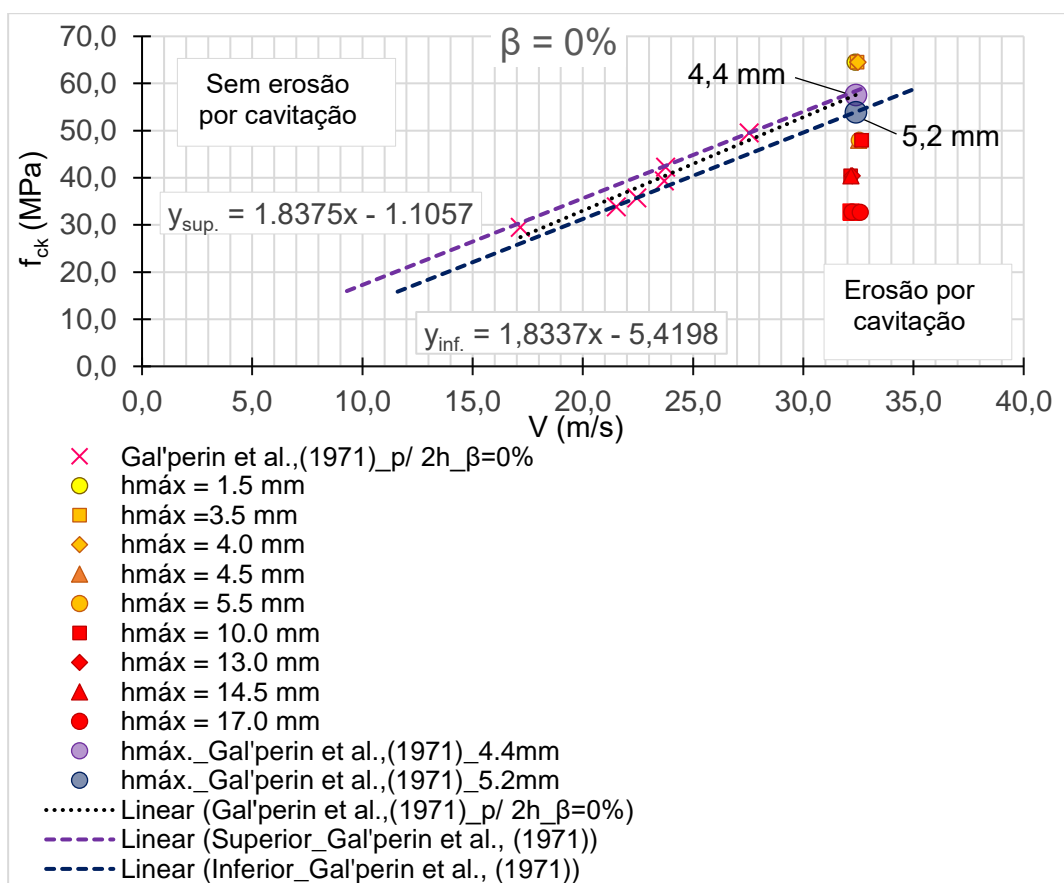 β = 0%
70,0
60,0
50,0
40,0
30,0
20,0
10,0
0,0
f_ck (MPa)
Sem erosão
por cavitação
4,4 mm
5,2 mm
y_sup. = 1.8375x - 1.1057
y_inf. = 1,8337x - 5,4198
Erosão por
cavitação
0,0 5,0 10,0 15,0 20,0 25,0 30,0 35,0 40,0
V (m/s)
Gal'perin et al.,(1971)_p/ 2h_β=0%
hmáx = 1.5 mm
hmáx =3.5 mm
hmáx = 4.0 mm
hmáx = 4.5 mm
hmáx = 5.5 mm
hmáx = 10.0 mm
hmáx = 13.0 mm
hmáx = 14.5 mm
hmáx = 17.0 mm
hmáx._Gal'perin et al.,(1971)_4.4mm
hmáx._Gal'perin et al.,(1971)_5.2mm
Linear (Gal'perin et al.,(1971)_p/ 2h_β=0%)
Linear (Superior_Gal'perin et al., (1971))
Linear (Inferior_Gal'perin et al., (1971))